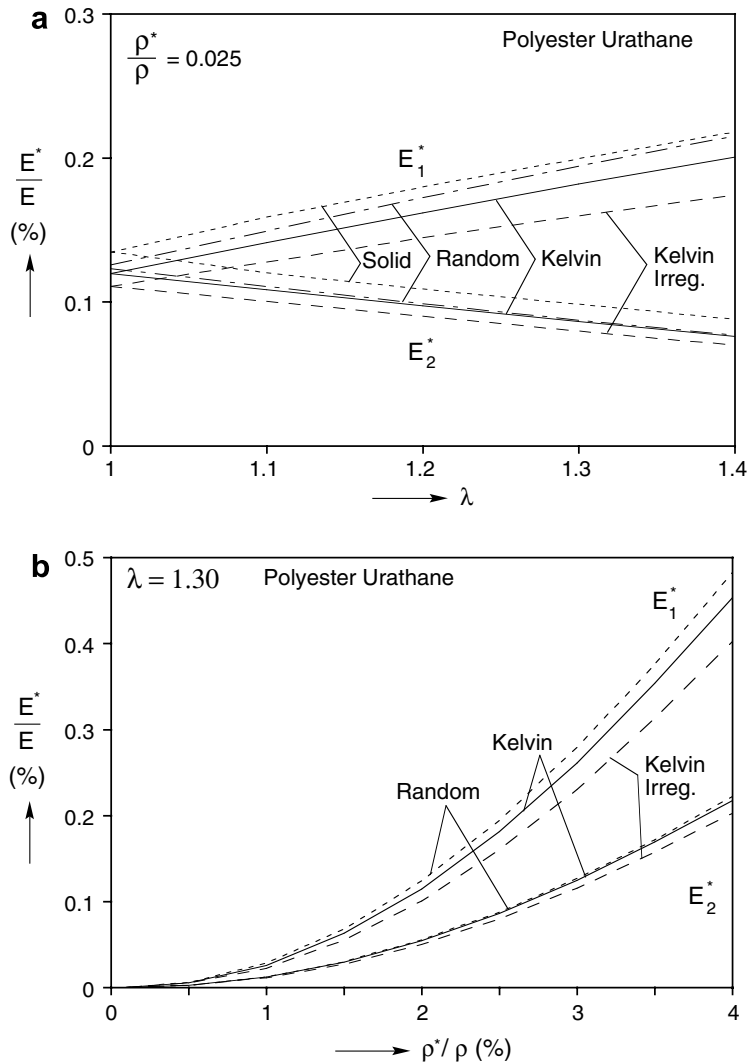 a
0.3
ρ*
ρ
= 0.025
Polyester Urathane
0.2
E*
E
(%)
E1*
Solid
Random
Kelvin
Kelvin
Irreg.
0.1
E2*
0
1
1.1
1.2
1.3
1.4
λ
b
0.5
λ = 1.30
Polyester Urathane
E1*
0.4
E*
E
(%)
0.3
Kelvin
Kelvin
Irreg.
Random
0.2
0.1
E2*
0
0
1
2
3
4
ρ*/ ρ (%)